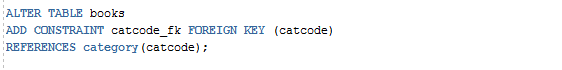 ALTER TABLE books
ADD CONSTRAINT catcode_fk FOREIGN KEY (catcode)
REFERENCES category(catcode);